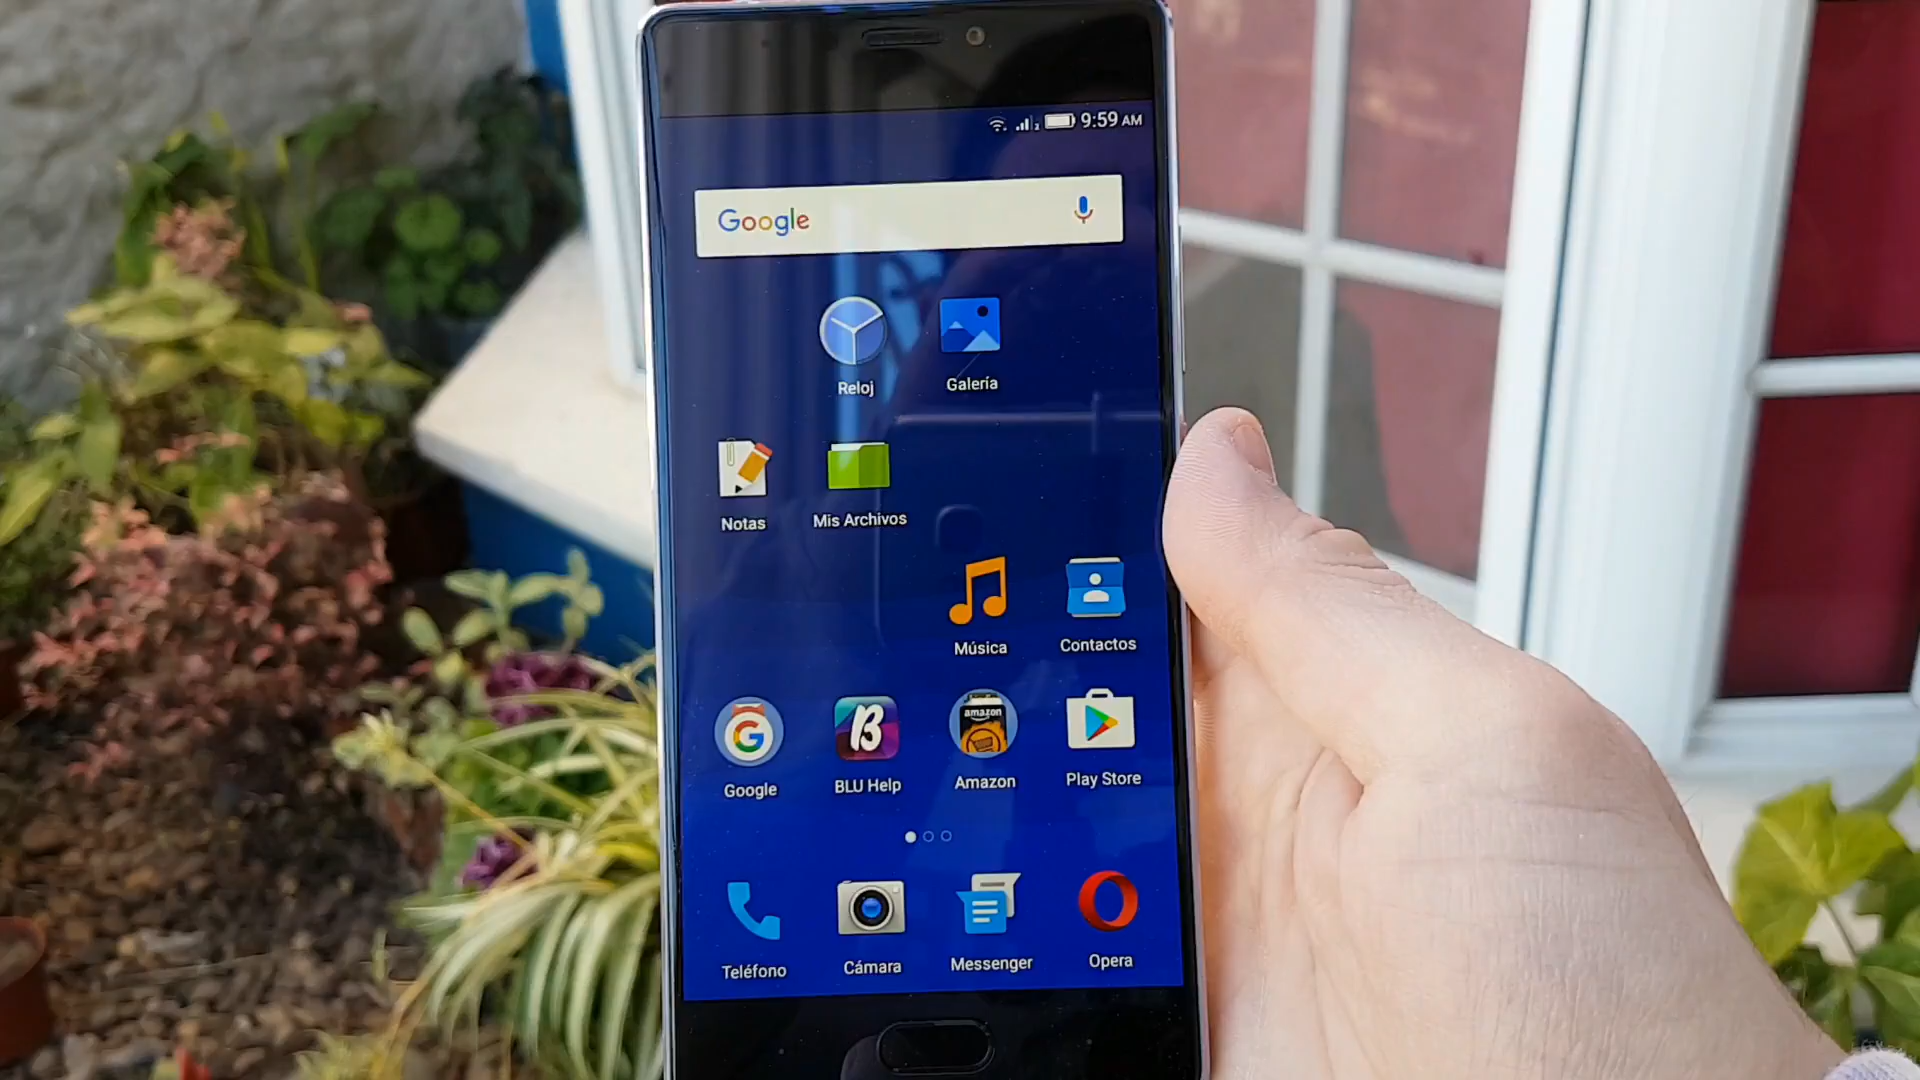 9:59 AM
Google
Reloj
Galería
Notas
Mis Archivos
Música
Contactos
amazon
Google
BLU Help
Amazon
Play Store
Teléfono
Cámara
Messenger
Opera